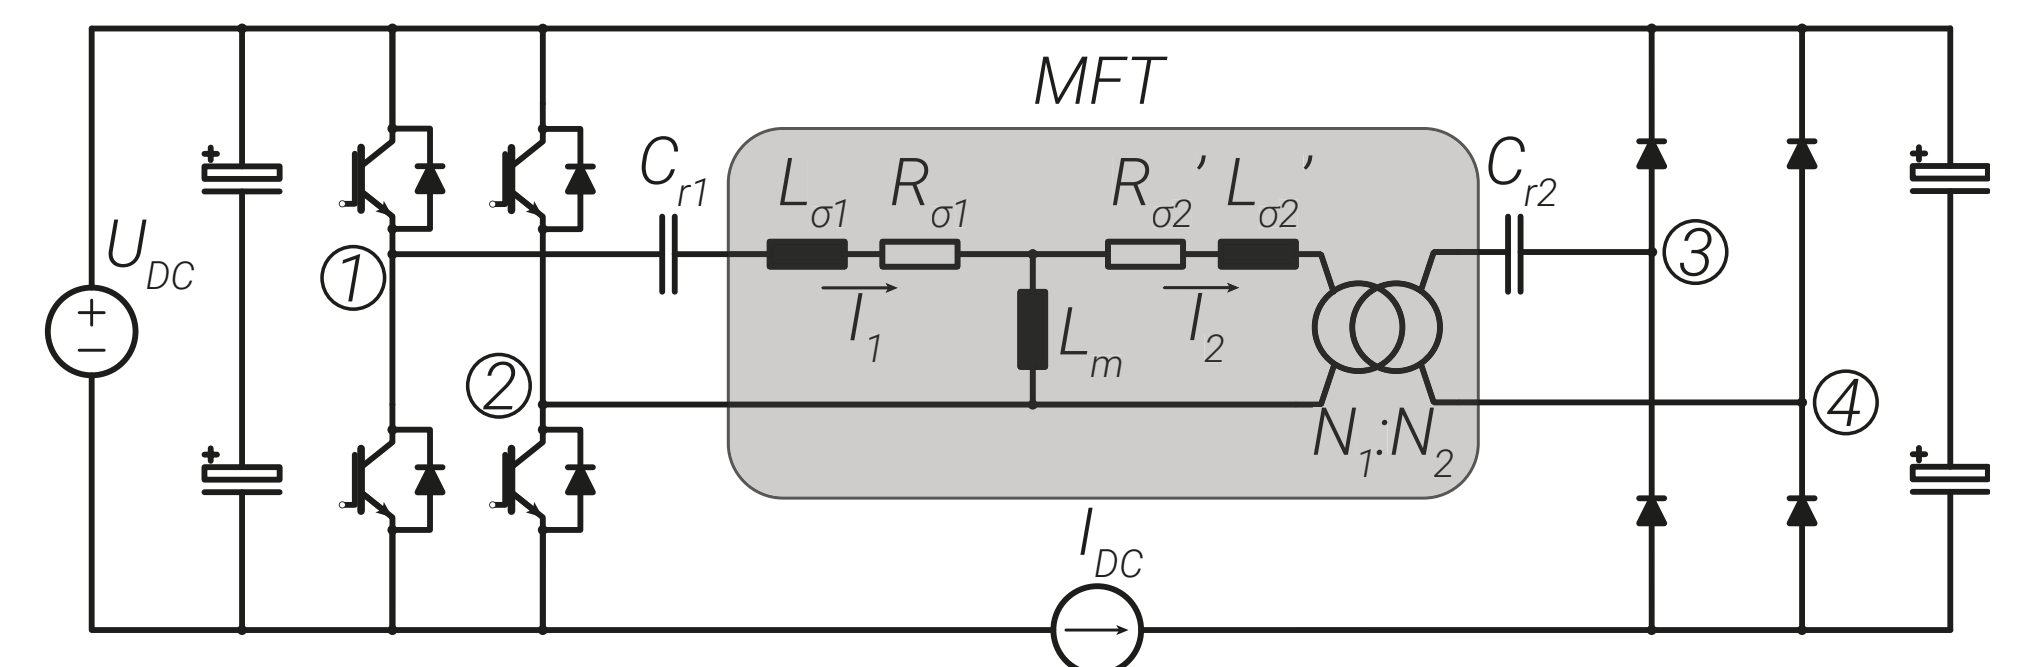 MFT
C_r1
L_σ1 R_σ1 R_σ2' L_σ2'
C_r2
U_DC
+
−
1
I_1
I_2
3
2
L_m
4
N_1:N_2
I_DC
+
+
+
+